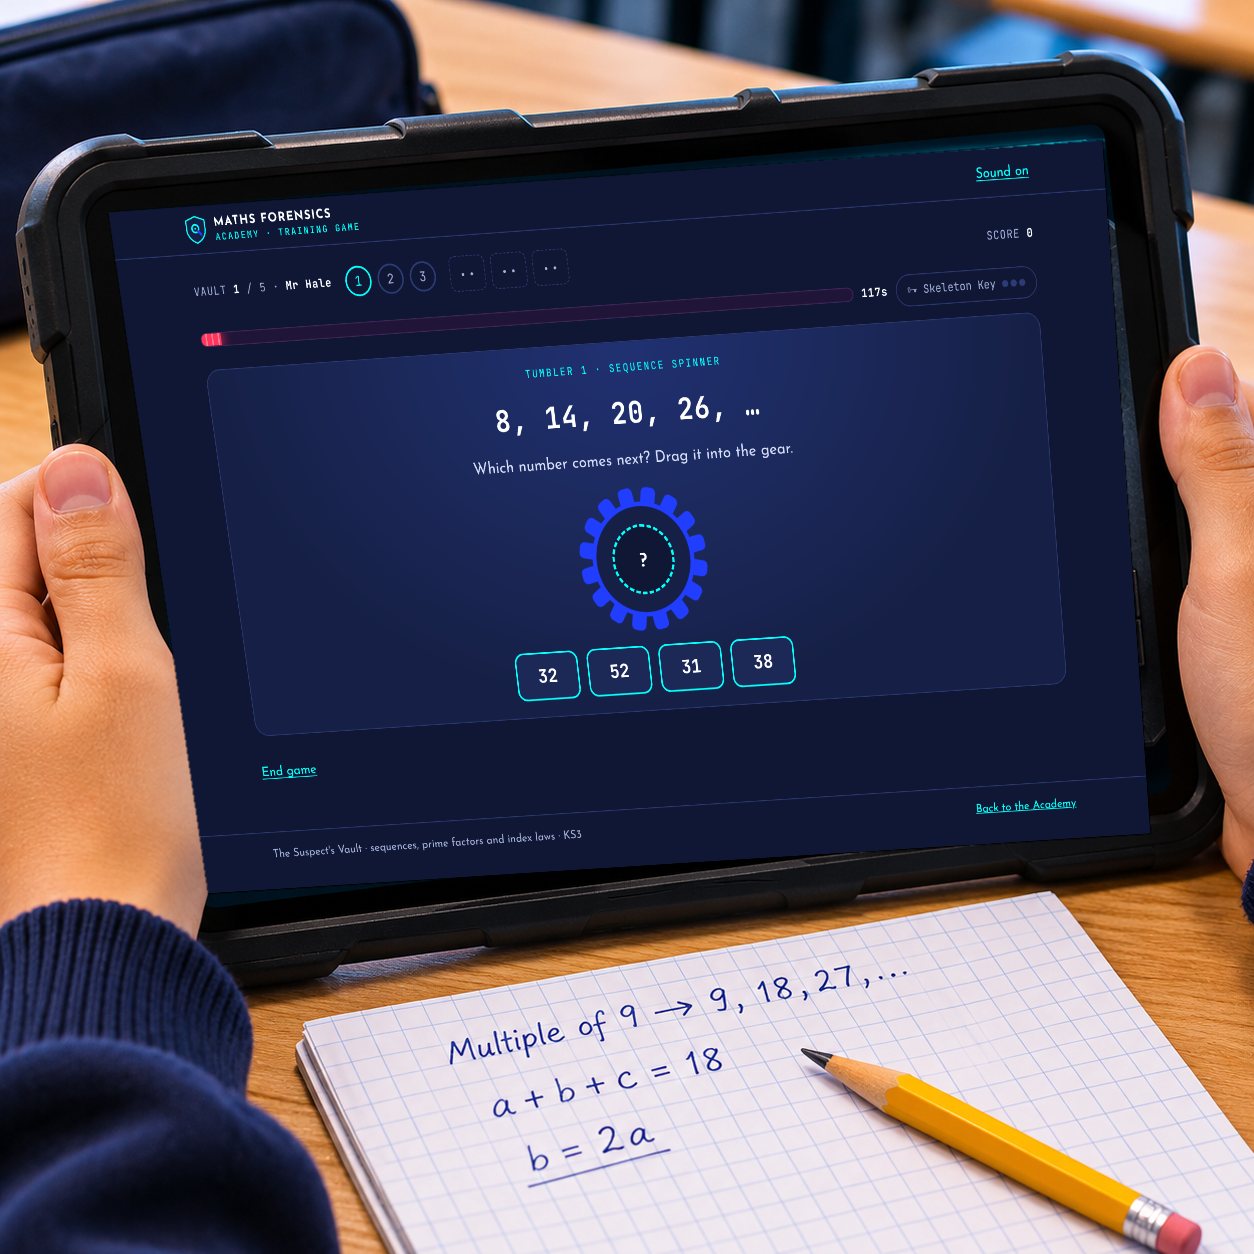 Sound on
MATHS FORENSICS
ACADEMY · TRAINING GAME
SCORE 0
VAULT 1 / 5 · Mr Hale 1 2 3 •• •• ••
117s Skeleton Key
TUMBLER 1 · SEQUENCE SPINNER
8, 14, 20, 26, …
Which number comes next? Drag it into the gear.
?
32 52 31 38
End game
Back to the Academy
The Suspect's Vault · sequences, prime factors and index laws · KS3
Multiple of 9 → 9, 18, 27, ...
a + b + c = 18
b = 2a